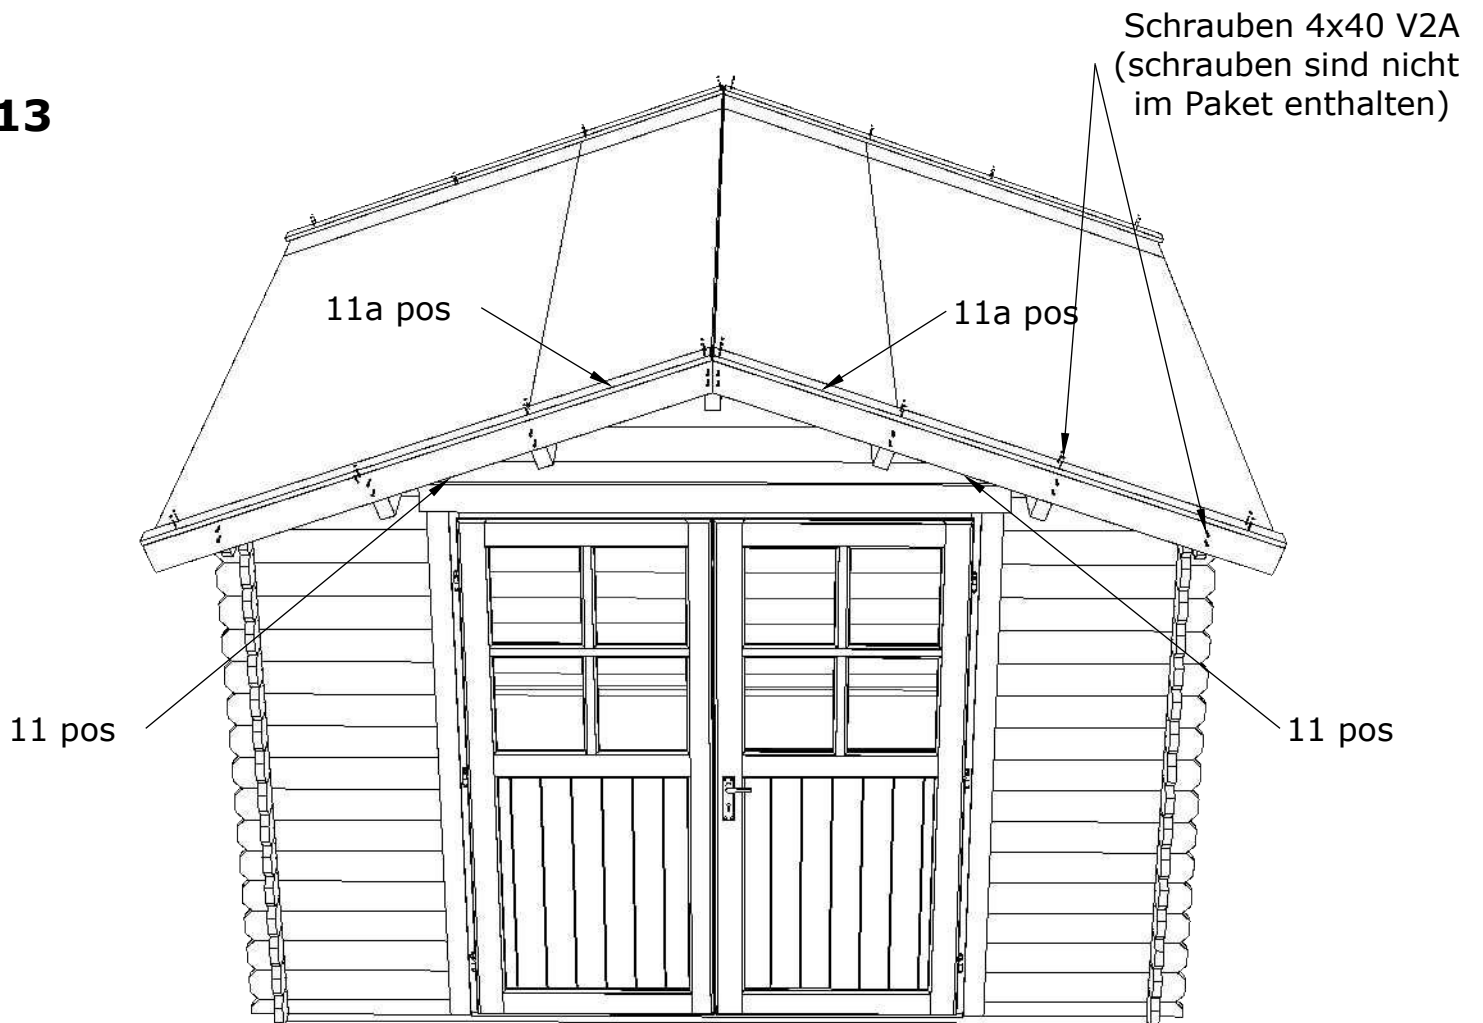 Schrauben 4x40 V2A
(schrauben sind nicht
im Paket enthalten)
13
11a pos
11a pos
11 pos
11 pos